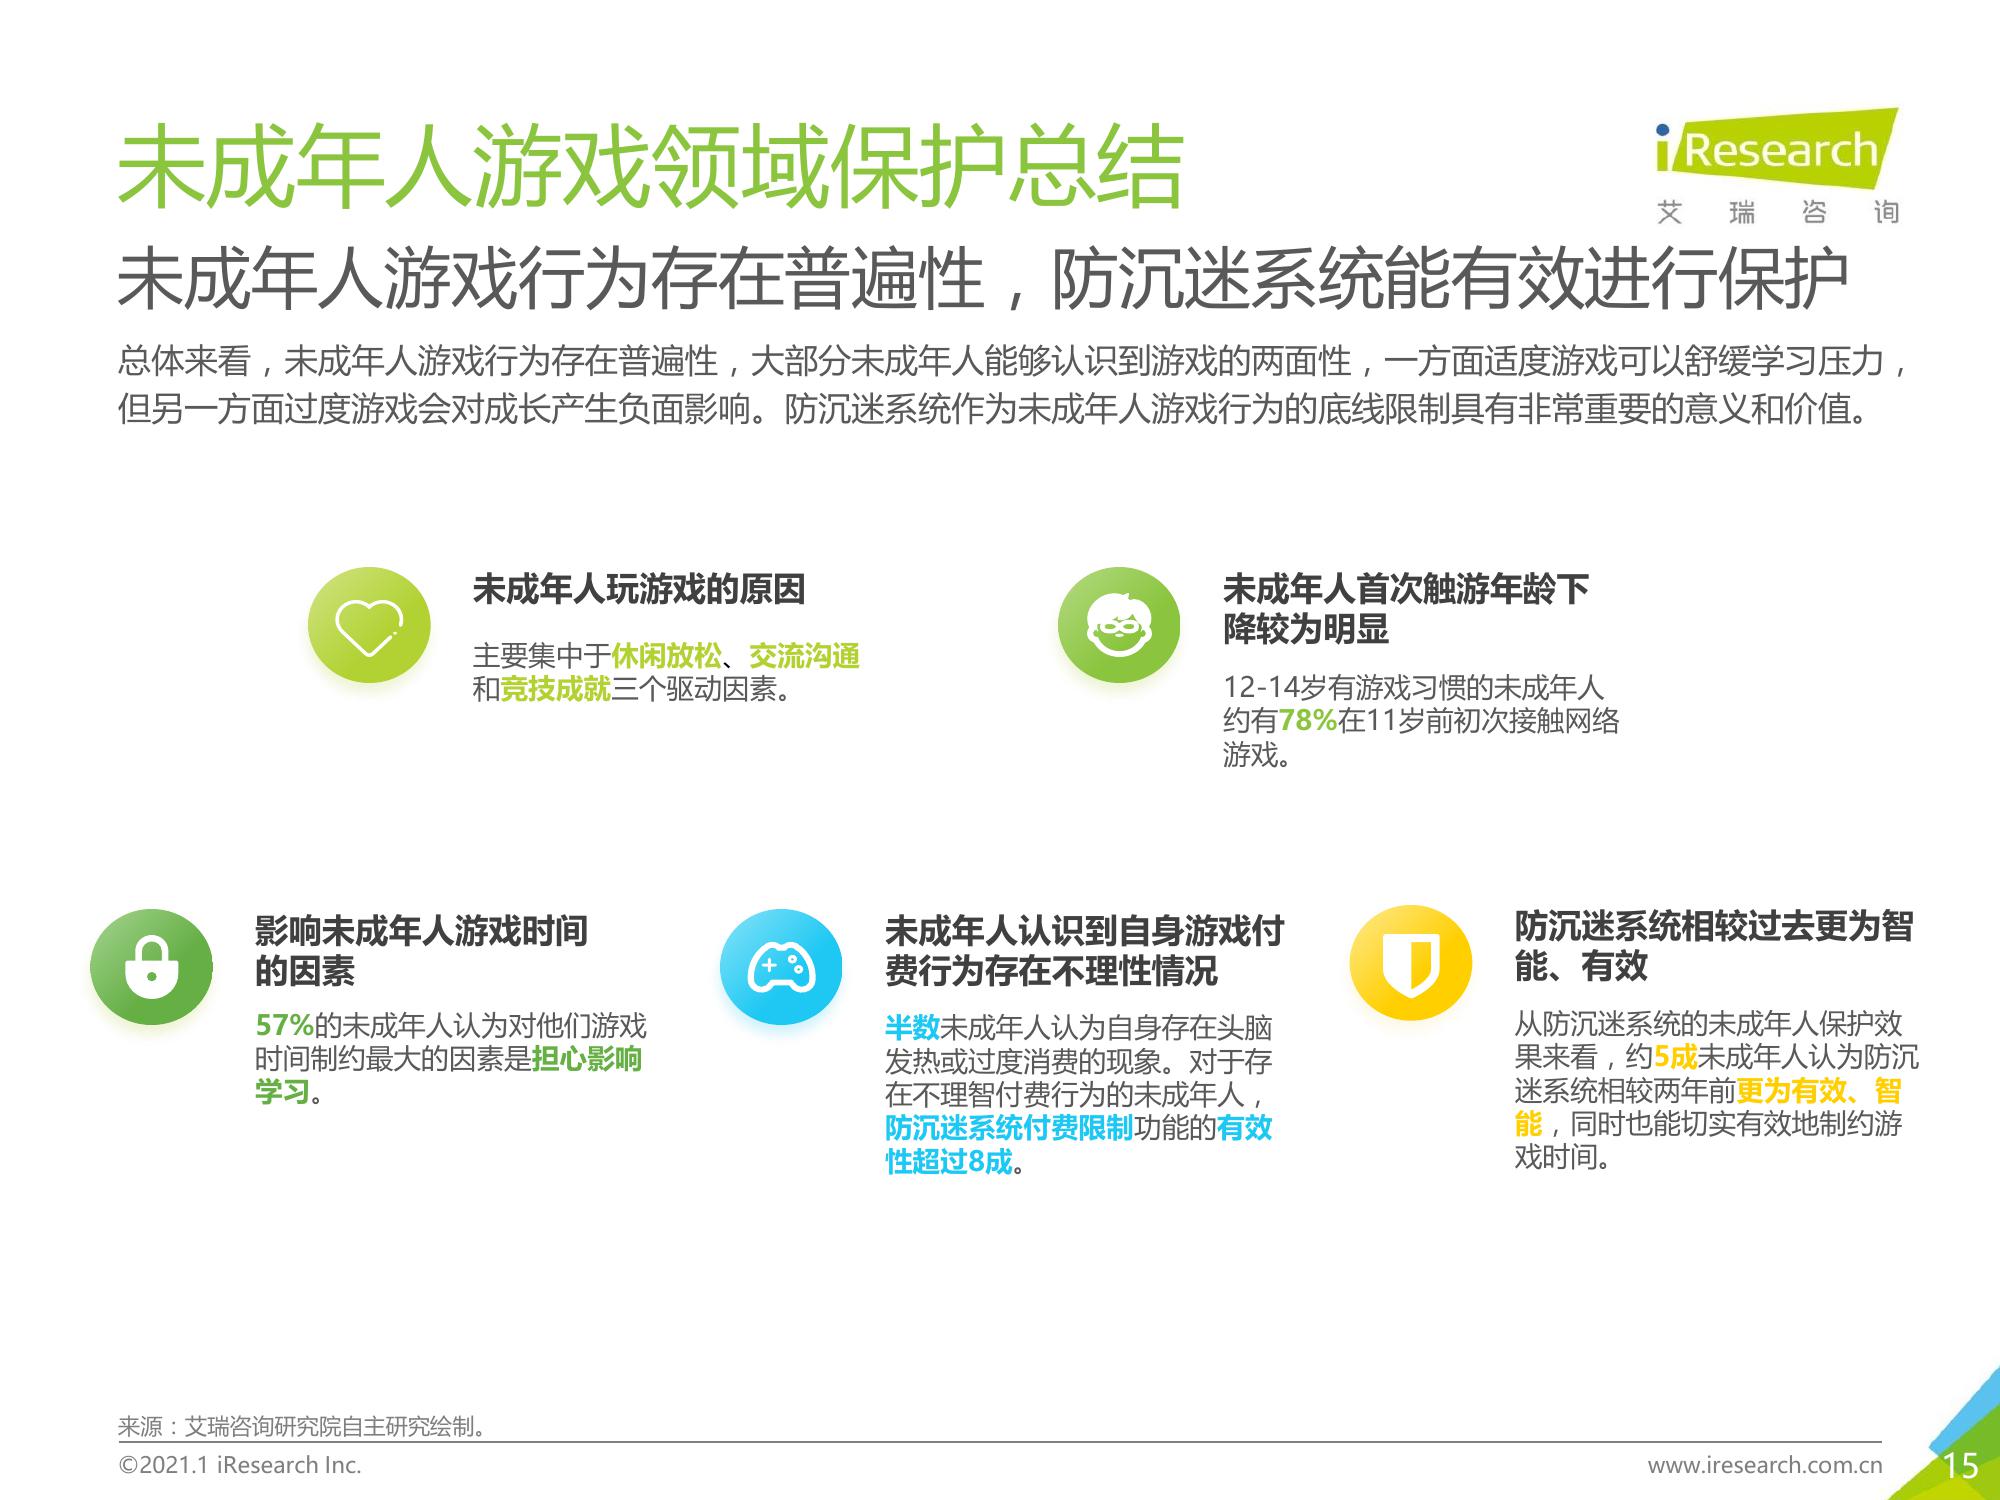 未成年人游戏领域保护总结
iResearch
艾瑞咨询
未成年人游戏行为存在普遍性，防沉迷系统能有效进行保护
总体来看，未成年人游戏行为存在普遍性，大部分未成年人能够认识到游戏的两面性，一方面适度游戏可以舒缓学习压力，
但另一方面过度游戏会对成长产生负面影响。防沉迷系统作为未成年人游戏行为的底线限制具有非常重要的意义和价值。
未成年人玩游戏的原因
主要集中于休闲放松、交流沟通
和竞技成就三个驱动因素。
未成年人首次触游年龄下
降较为明显
12-14岁有游戏习惯的未成年人
约有78%在11岁前初次接触网络
游戏。
影响未成年人游戏时间
的因素
57%的未成年人认为对他们游戏
时间制约最大的因素是担心影响
学习。
未成年人认识到自身游戏付
费行为存在不理性情况
半数未成年人认为自身存在头脑
发热或过度消费的现象。对于存
在不理智付费行为的未成年人，
防沉迷系统付费限制功能的有效
性超过8成。
防沉迷系统相较过去更为智
能、有效
从防沉迷系统的未成年人保护效
果来看，约5成未成年人认为防沉
迷系统相较两年前更为有效、智
能，同时也能切实有效地制约游
戏时间。
来源：艾瑞咨询研究院自主研究绘制。
©2021.1 iResearch Inc.
www.iresearch.com.cn
15